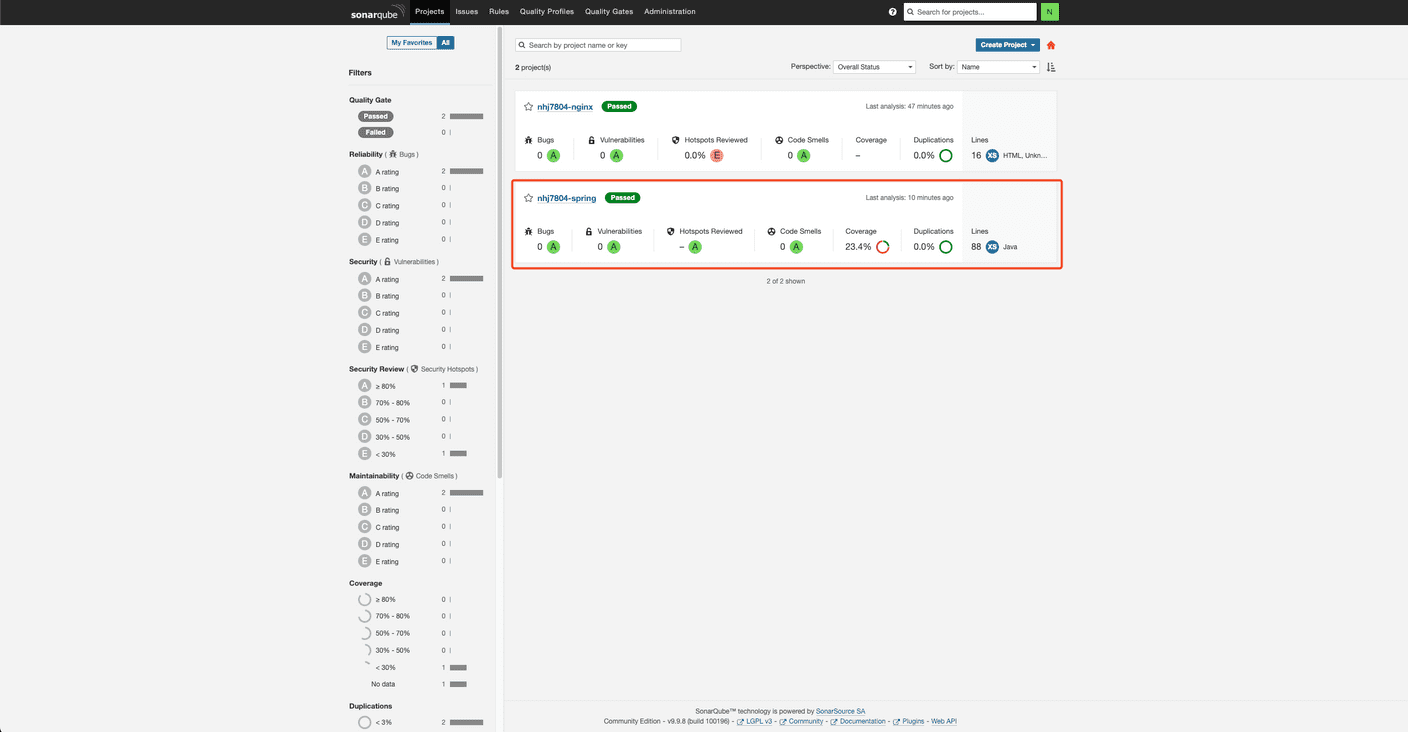 sonarqube Projects Issues Rules Quality Profiles Quality Gates Administration ? Search for projects... N
My Favorites All
Filters
Quality Gate
Passed 2
Failed 0
Reliability ( Bugs )
A A rating 2
B B rating 0
C C rating 0
D D rating 0
E E rating 0
Security ( Vulnerabilities )
A A rating 2
B B rating 0
C C rating 0
D D rating 0
E E rating 0
Security Review ( Security Hotspots )
A ≥ 80% 1
B 70% - 80% 0
C 50% - 70% 0
D 30% - 50% 0
E < 30% 1
Maintainability ( Code Smells )
A A rating 2
B B rating 0
C C rating 0
D D rating 0
E E rating 0
Coverage
≥ 80% 0
70% - 80% 0
50% - 70% 0
30% - 50% 0
< 30% 1
No data 1
Duplications
< 3% 2
Search by project name or key Create Project
2 project(s) Perspective: Overall Status Sort by: Name
nhj7804-nginx Passed Last analysis: 47 minutes ago
Bugs Vulnerabilities Hotspots Reviewed Code Smells Coverage Duplications Lines
0 A 0 A 0.0% E 0 A – 0.0% 16 XS HTML, Unkn...
nhj7804-spring Passed Last analysis: 10 minutes ago
Bugs Vulnerabilities Hotspots Reviewed Code Smells Coverage Duplications Lines
0 A 0 A – A 0 A 23.4% 0.0% 88 XS Java
2 of 2 shown
SonarQube™ technology is powered by SonarSource SA
Community Edition - v9.9.8 (build 100196) - LGPL v3 - Community - Documentation - Plugins - Web API